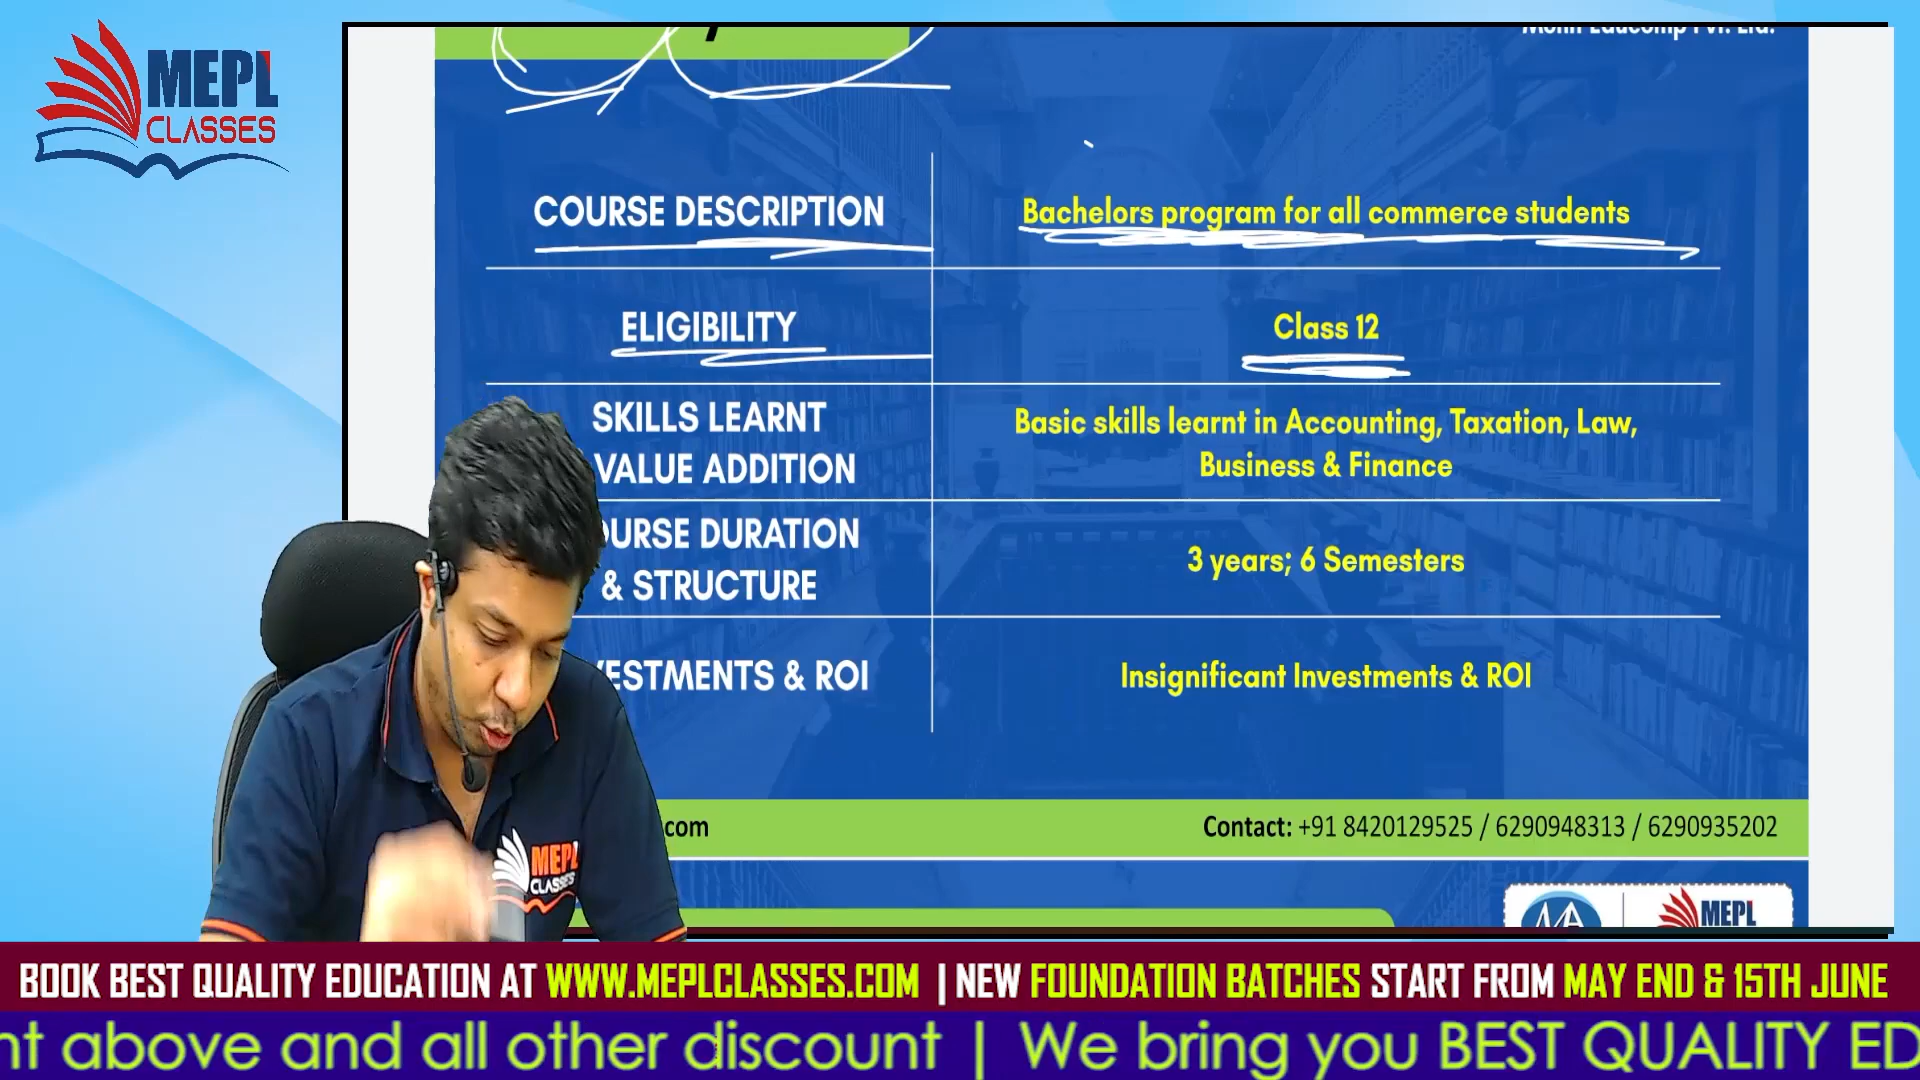 MEPL
CLASSES
COURSE DESCRIPTION
Bachelors program for all commerce students
ELIGIBILITY
Class 12
SKILLS LEARNT
VALUE ADDITION
Basic skills learnt in Accounting, Taxation, Law,
Business & Finance
OURSE DURATION
& STRUCTURE
3 years; 6 Semesters
VESTMENTS & ROI
Insignificant Investments & ROI
MEPL
CLASSES
.com
Contact: +91 8420129525 / 6290948313 / 6290935202
MEPL
BOOK BEST QUALITY EDUCATION AT WWW.MEPLCLASSES.COM | NEW FOUNDATION BATCHES START FROM MAY END & 15TH JUNE
nt above and all other discount | We bring you BEST QUALITY ED